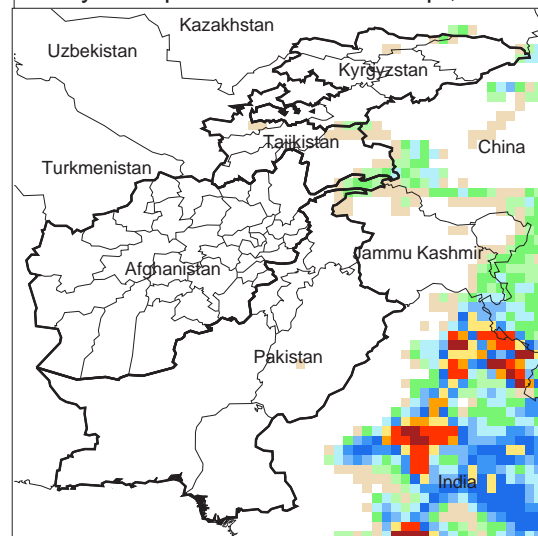 Kazakhstan
Uzbekistan
Kyrgyzstan
Tajikistan
China
Turkmenistan
Jammu Kashmir
Afghanistan
Pakistan
India